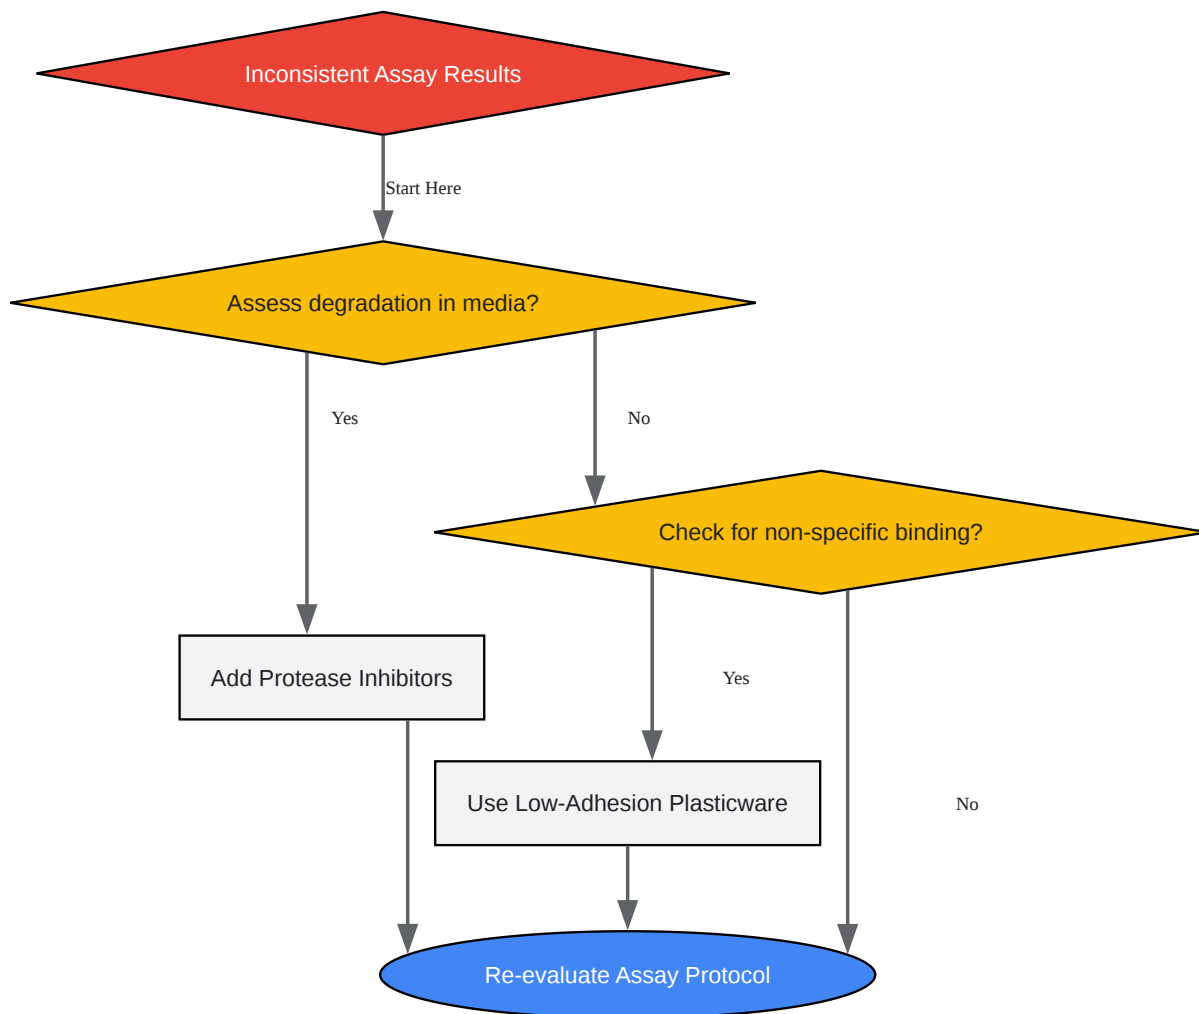 Inconsistent Assay Results
Start Here
Assess degradation in media?
Yes
No
Check for non-specific binding?
Add Protease Inhibitors
Yes
Use Low-Adhesion Plasticware
No
Re-evaluate Assay Protocol